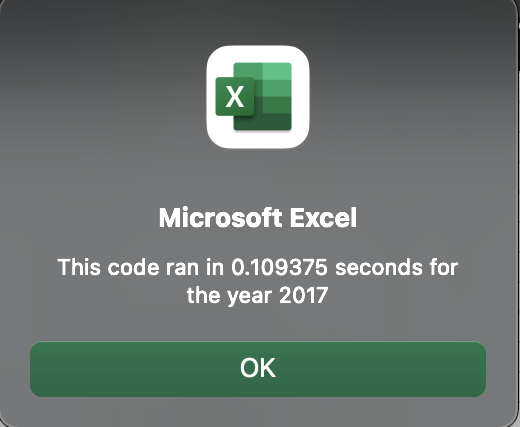 X
Microsoft Excel
This code ran in 0.109375 seconds for
the year 2017
OK